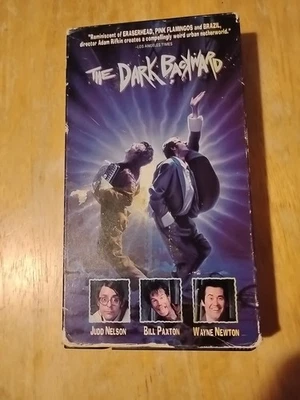 "Reminiscent of ERASERHEAD, PINK FLAMINGOS and BRAZIL,
director Adam Rifkin creates a compellingly weird urban netherworld."
-LOS ANGELES TIMES
THE DARK BACKWARD
JUDD NELSON
BILL PAXTON
WAYNE NEWTON